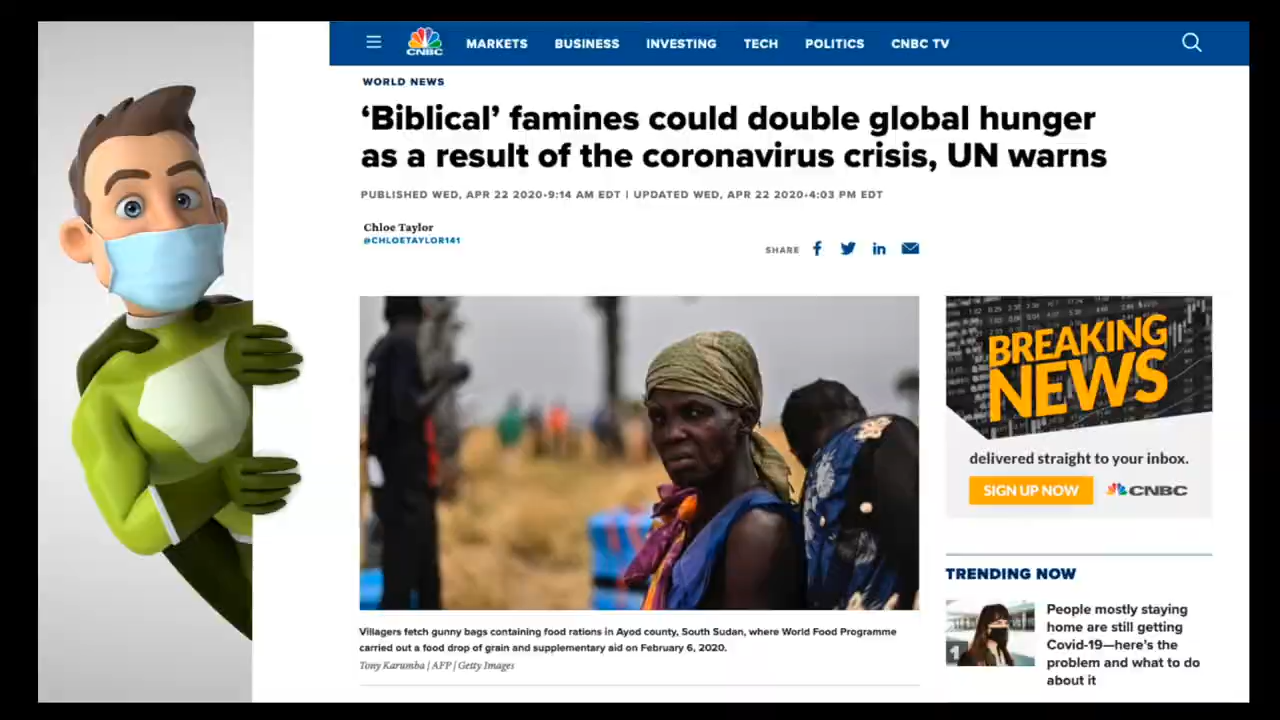 CNBC
MARKETS BUSINESS INVESTING TECH POLITICS CNBC TV
WORLD NEWS
‘Biblical’ famines could double global hunger
as a result of the coronavirus crisis, UN warns
PUBLISHED WED, APR 22 2020•9:14 AM EDT | UPDATED WED, APR 22 2020•4:03 PM EDT
Chloe Taylor
@CHLOETAYLOR141
SHARE
Villagers fetch gunny bags containing food rations in Ayod county, South Sudan, where World Food Programme
carried out a food drop of grain and supplementary aid on February 6, 2020.
Tony Karumba | AFP | Getty Images
BREAKING
NEWS
delivered straight to your inbox.
SIGN UP NOW CNBC
TRENDING NOW
1
People mostly staying
home are still getting
Covid-19—here's the
problem and what to do
about it